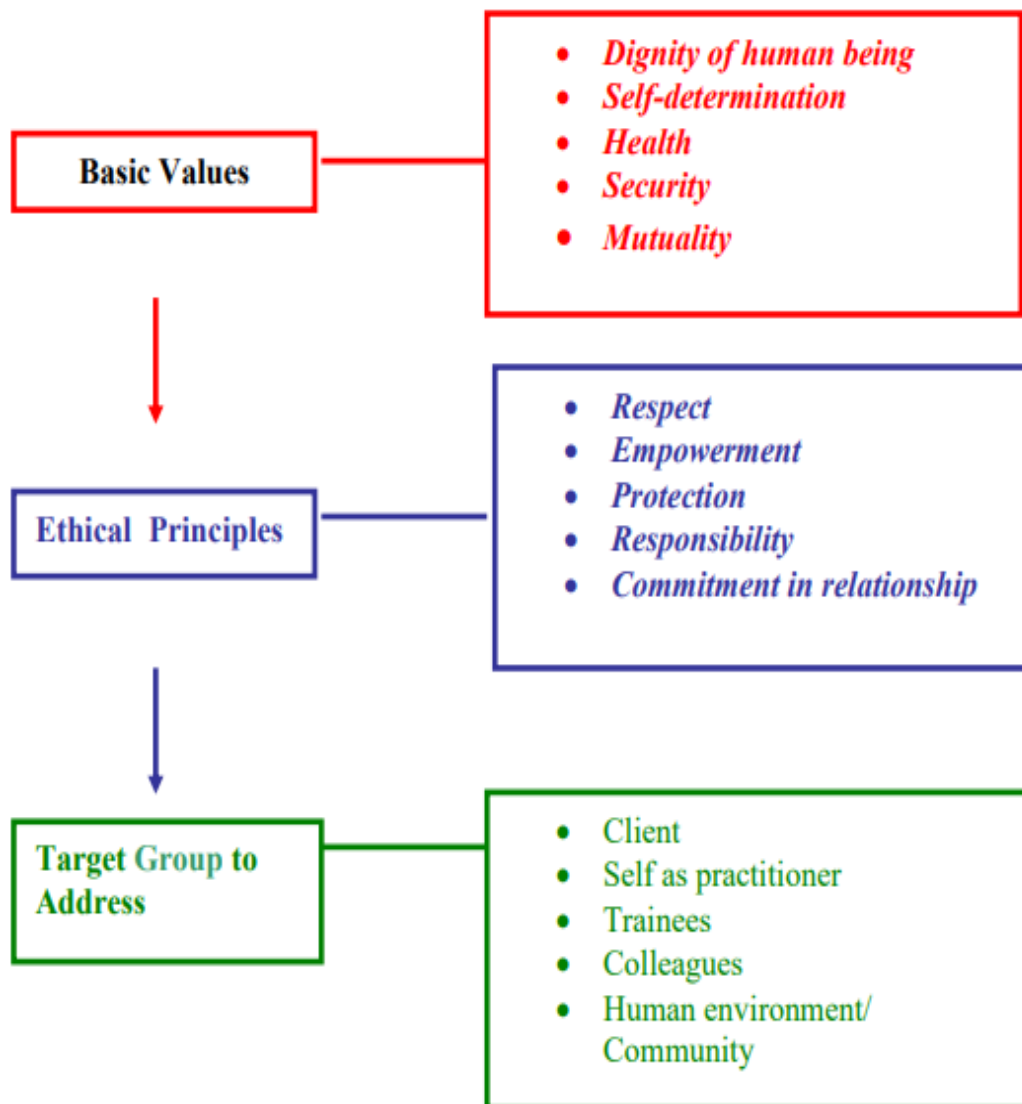 Basic Values
• Dignity of human being
• Self-determination
• Health
• Security
• Mutuality
Ethical Principles
• Respect
• Empowerment
• Protection
• Responsibility
• Commitment in relationship
Target Group to
Address
• Client
• Self as practitioner
• Trainees
• Colleagues
• Human environment/
Community